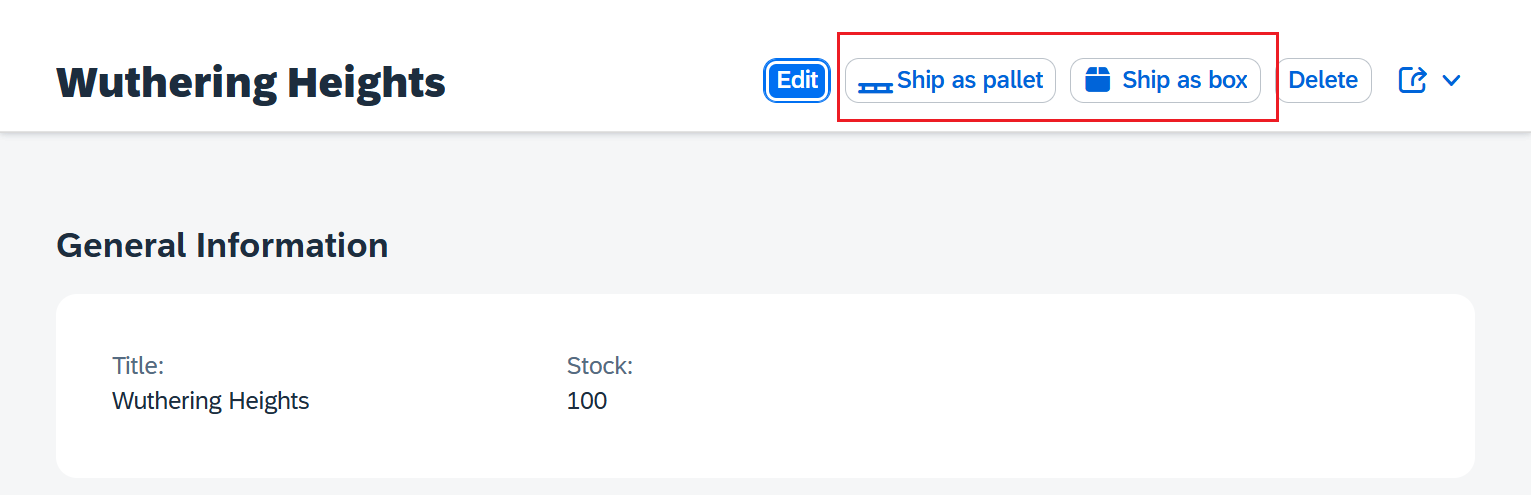 Wuthering Heights
Edit Ship as pallet Ship as box Delete
General Information
Title: Stock:
Wuthering Heights 100